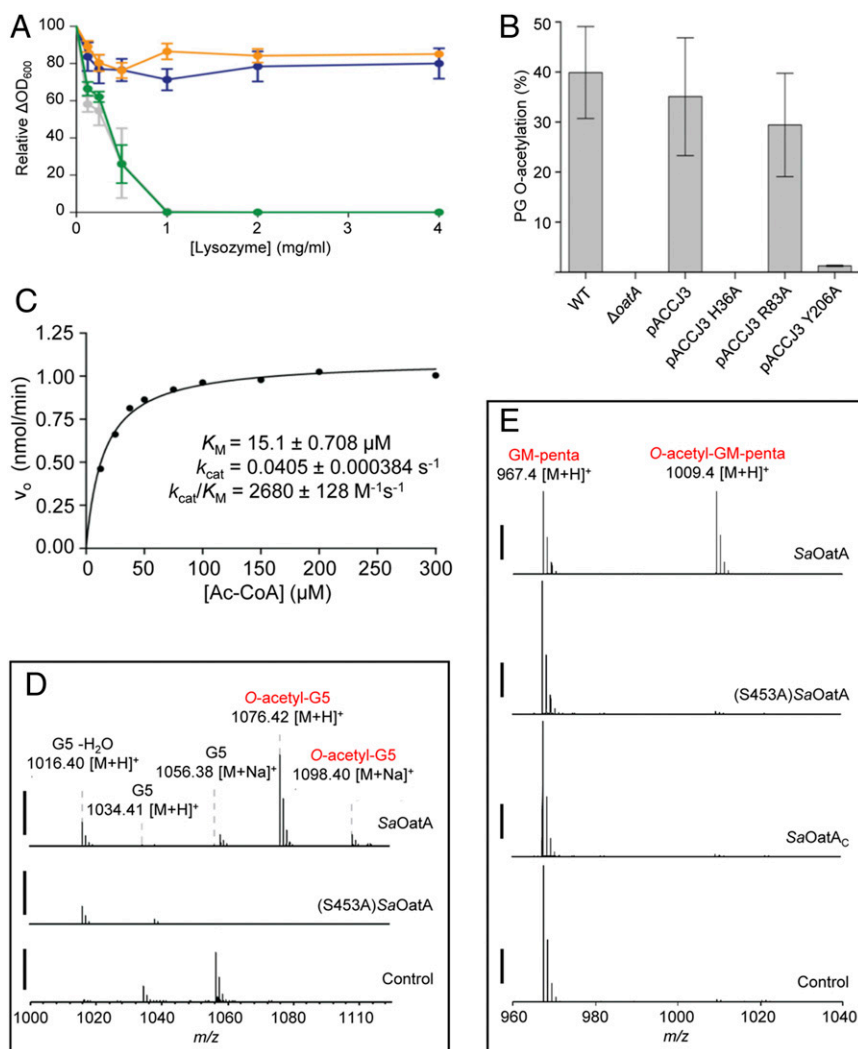 A
Relative ΔOD600
100
80
60
40
20
0
0 1 2 3 4
[Lysozyme] (mg/ml)
B
PG O-acetylation (%)
50
40
30
20
10
0
WT
ΔoatA
pACCJ3
pACCJ3 H36A
pACCJ3 R83A
pACCJ3 Y206A
C
vo (nmol/min)
1.25
1.00
0.75
0.50
0.25
0.00
KM = 15.1 ± 0.708 µM
kcat = 0.0405 ± 0.000384 s-1
kcat/KM = 2680 ± 128 M-1s-1
0 50 100 150 200 250 300
[Ac-CoA] (µM)
D
G5 -H2O
1016.40 [M+H]+
G5
1034.41 [M+H]+
G5
1056.38 [M+Na]+
O-acetyl-G5
1076.42 [M+H]+
O-acetyl-G5
1098.40 [M+Na]+
SaOatA
(S453A)SaOatA
Control
1000 1020 1040 1060 1080 1110
m/z
E
GM-penta
967.4 [M+H]+
O-acetyl-GM-penta
1009.4 [M+H]+
SaOatA
(S453A)SaOatA
SaOatAC
Control
960 980 1000 1020 1040
m/z